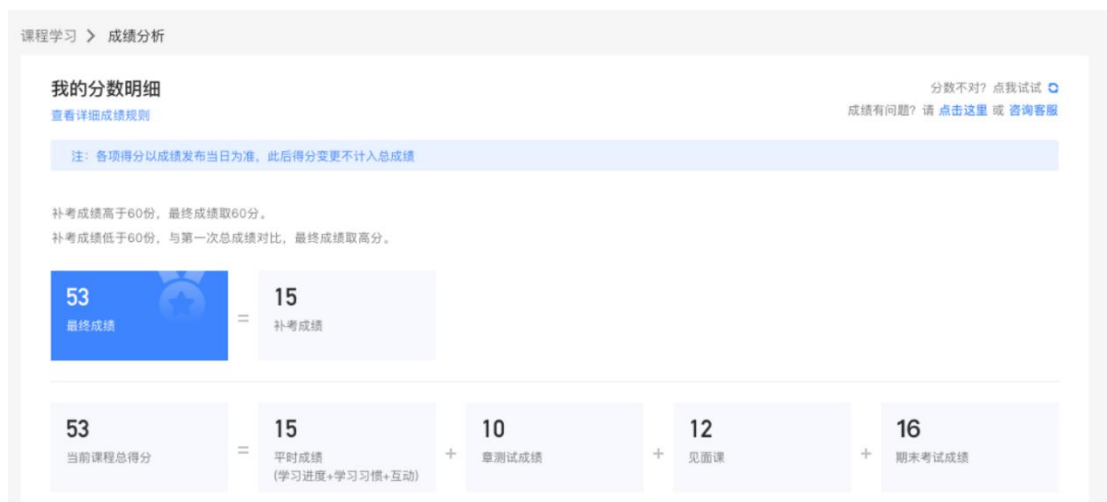 课程学习 > 成绩分析
我的分数明细
分数不对？点我试试
查看详细成绩规则
成绩有问题？请 点击这里 或 咨询客服
注：各项得分以成绩发布当日为准，此后得分变更不计入总成绩
补考成绩高于60份，最终成绩取60分。
补考成绩低于60份，与第一次总成绩对比，最终成绩取高分。
53 = 15
最终成绩 补考成绩
53 = 15 + 10 + 12 + 16
当前课程总得分 平时成绩 章测试成绩 见面课 期末考试成绩
(学习进度+学习习惯+互动)